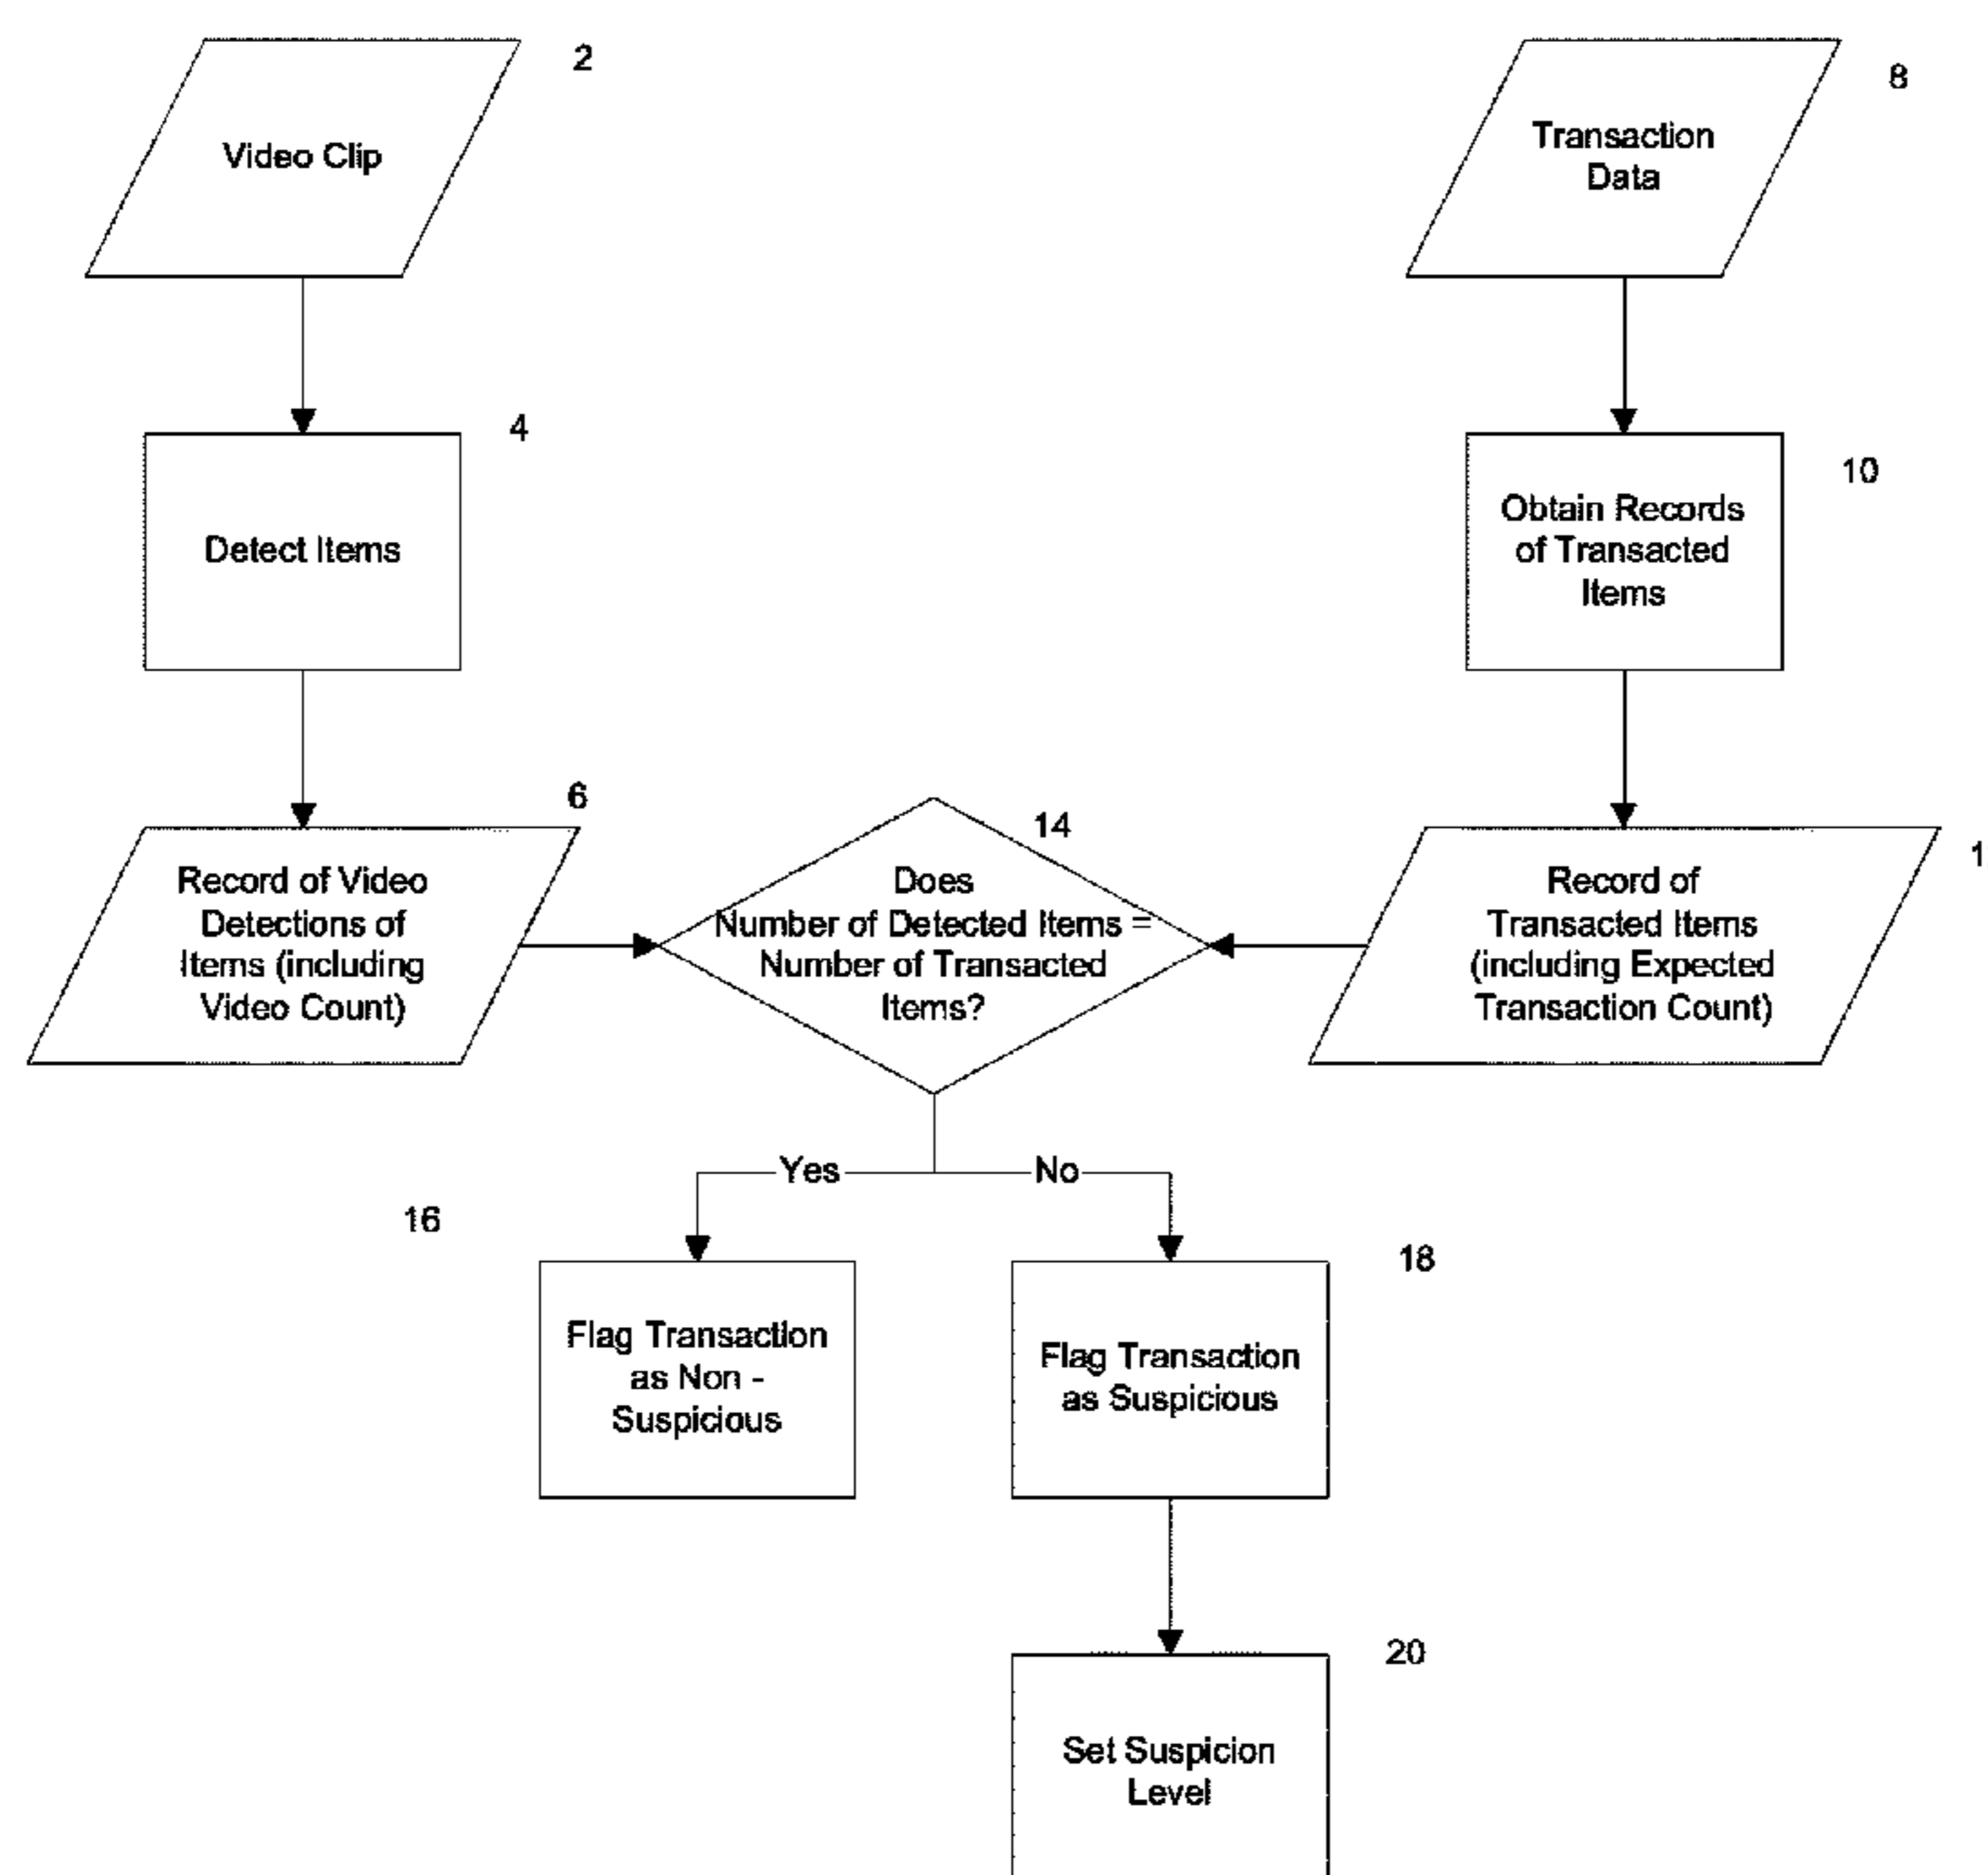 2
Video Clip
8
Transaction
Data
4
Detect Items
10
Obtain Records
of Transacted
Items
6
Record of Video
Detections of
Items (including
Video Count)
14
Does
Number of Detected Items =
Number of Transacted
Items?
1
Record of
Transacted Items
(including Expected
Transaction Count)
Yes
No
16
Flag Transaction
as Non -
Suspicious
18
Flag Transaction
as Suspicious
20
Set Suspicion
Level